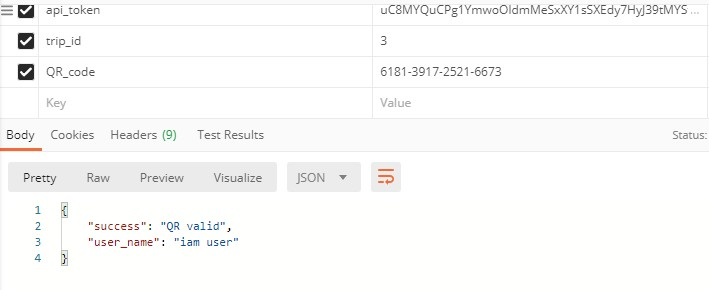 api_token uC8MYQuCPg1YmwoOldmMeSxXY1sSXEdy7HyJ39tMYS ...
trip_id 3
QR_code 6181-3917-2521-6673
Key Value
Body Cookies Headers (9) Test Results Status:
Pretty Raw Preview Visualize JSON
1 {
2 "success": "QR valid",
3 "user_name": "iam user"
4 }